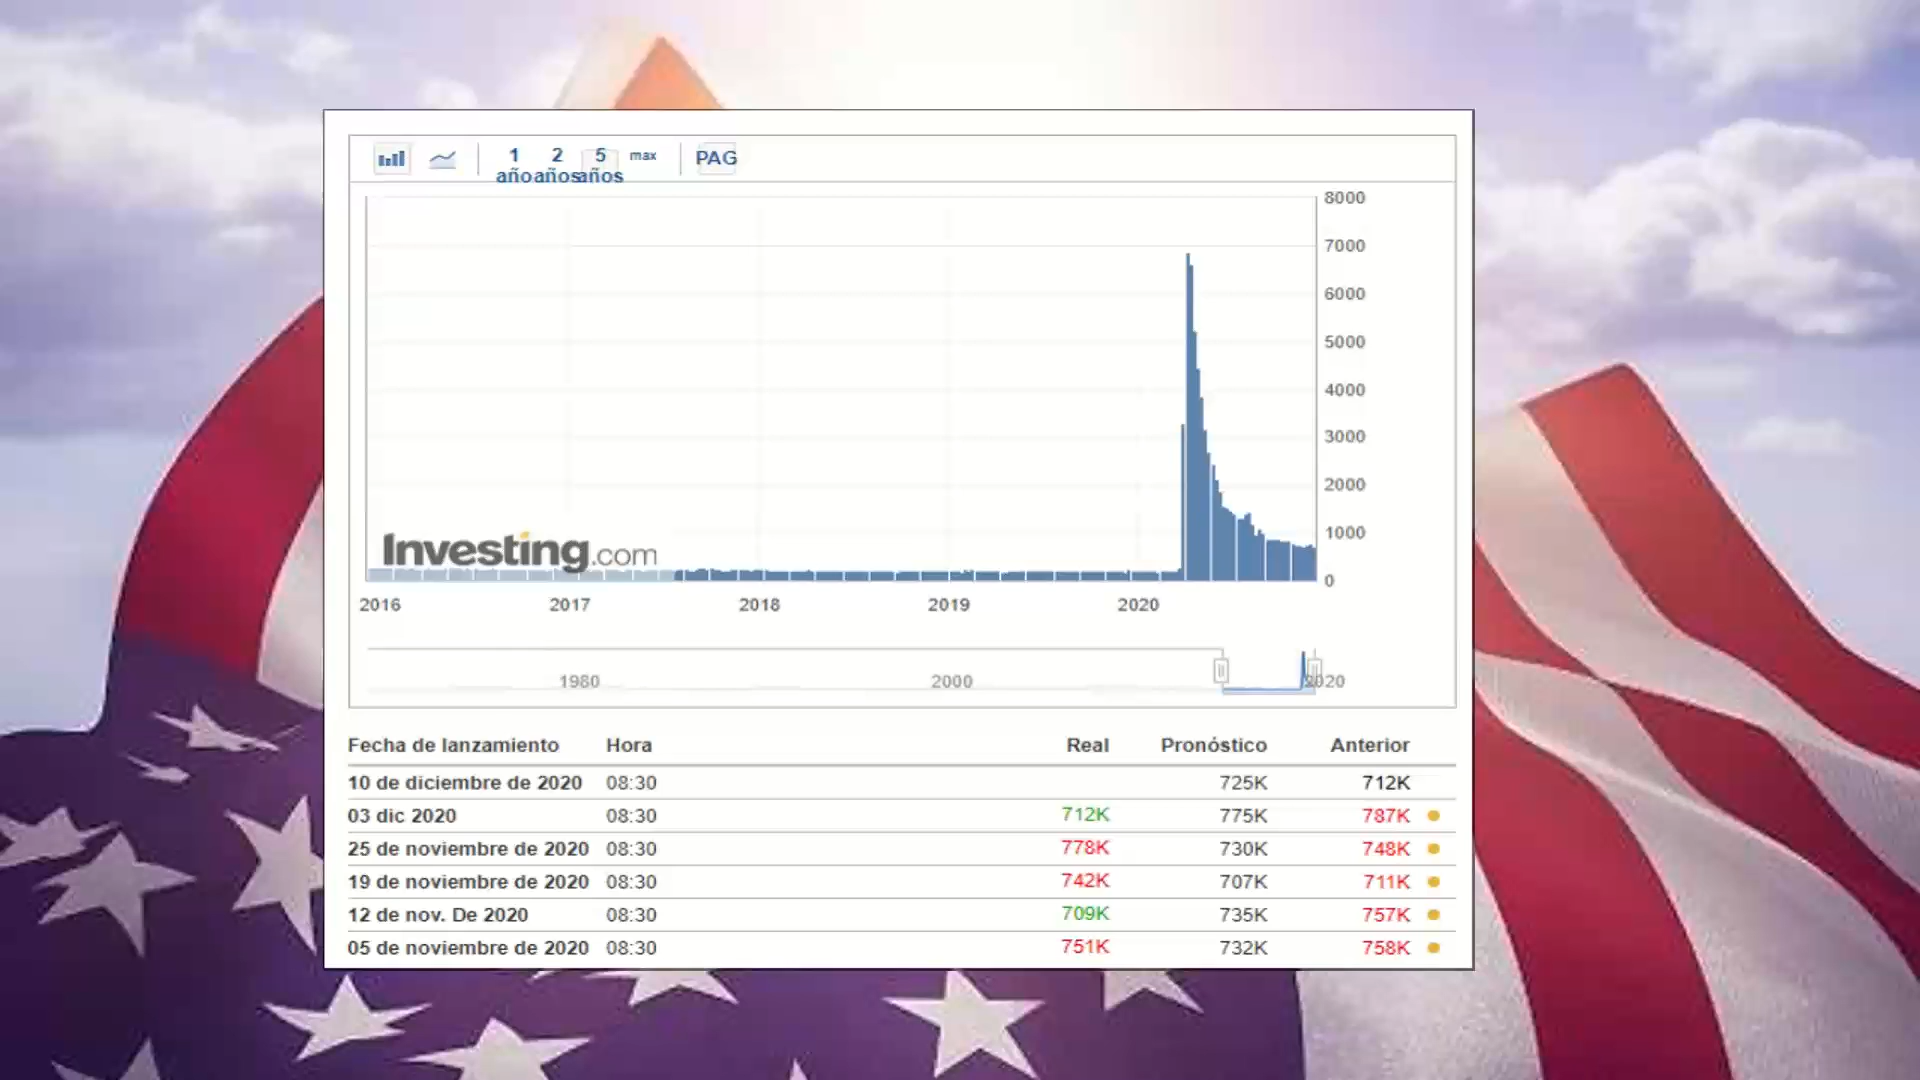 1 año 2 años 5 años max PAG
8000
7000
6000
5000
4000
3000
2000
1000
0
Investing.com
2016 2017 2018 2019 2020
1980 2000 2020
Fecha de lanzamiento Hora Real Pronóstico Anterior
10 de diciembre de 2020 08:30 725K 712K
03 dic 2020 08:30 712K 775K 787K
25 de noviembre de 2020 08:30 778K 730K 748K
19 de noviembre de 2020 08:30 742K 707K 711K
12 de nov. De 2020 08:30 709K 735K 757K
05 de noviembre de 2020 08:30 751K 732K 758K